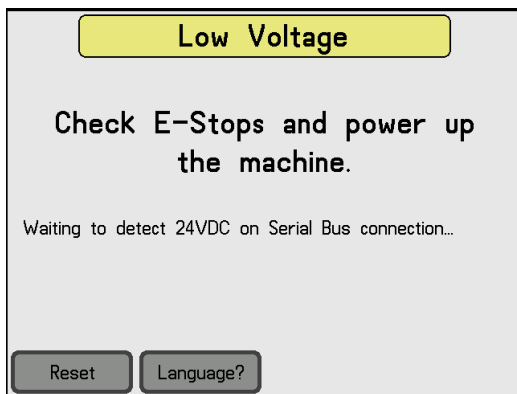 Low Voltage
Check E-Stops and power up
the machine.
Waiting to detect 24VDC on Serial Bus connection...
Reset
Language?